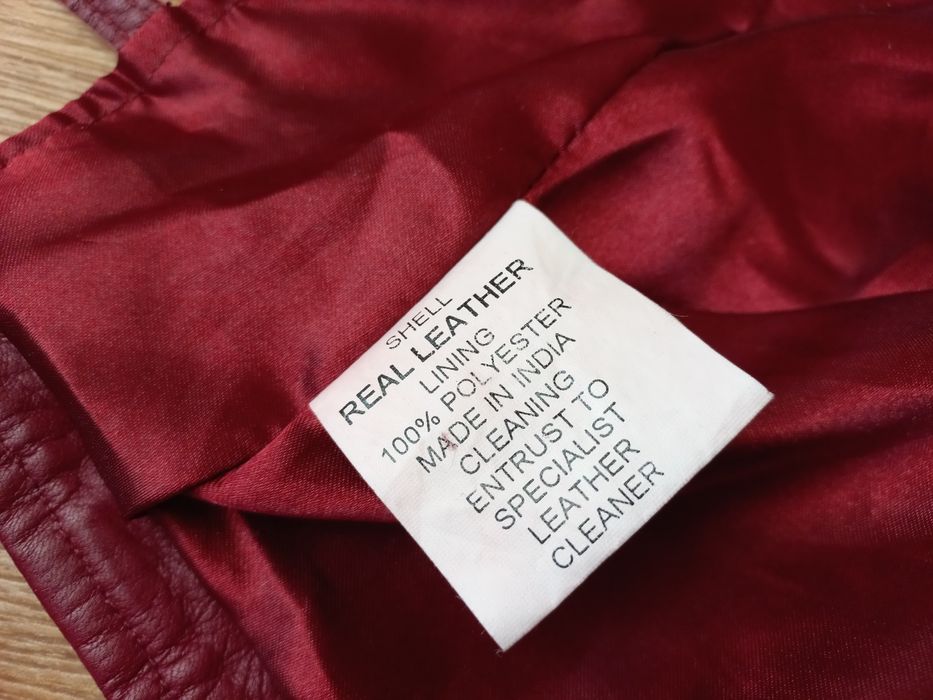 SHELL
REAL LEATHER
LINING
100% POLYESTER
MADE IN INDIA
CLEANING
ENTRUST TO
SPECIALIST
LEATHER
CLEANER